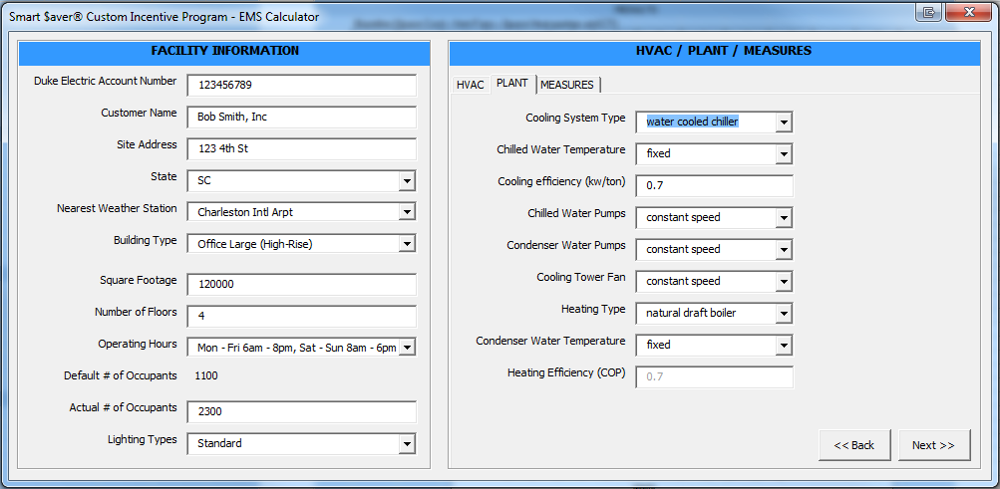 Smart $aver® Custom Incentive Program - EMS Calculator
FACILITY INFORMATION
Duke Electric Account Number 123456789
Customer Name Bob Smith, Inc
Site Address 123 4th St
State SC
Nearest Weather Station Charleston Intl Arpt
Building Type Office Large (High-Rise)
Square Footage 120000
Number of Floors 4
Operating Hours Mon - Fri 6am - 8pm, Sat - Sun 8am - 6pm
Default # of Occupants 1100
Actual # of Occupants 2300
Lighting Types Standard
HVAC / PLANT / MEASURES
HVAC PLANT MEASURES
Cooling System Type water cooled chiller
Chilled Water Temperature fixed
Cooling efficiency (kw/ton) 0.7
Chilled Water Pumps constant speed
Condenser Water Pumps constant speed
Cooling Tower Fan constant speed
Heating Type natural draft boiler
Condenser Water Temperature fixed
Heating Efficiency (COP) 0.7
<< Back Next >>